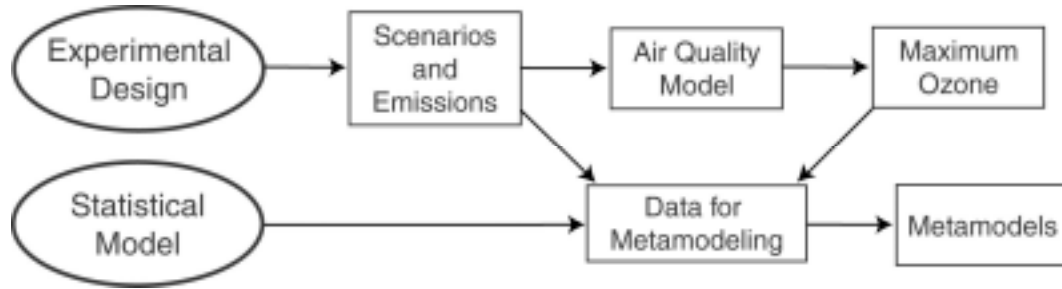 Experimental
Design
Scenarios
and
Emissions
Air Quality
Model
Maximum
Ozone
Statistical
Model
Data for
Metamodeling
Metamodels